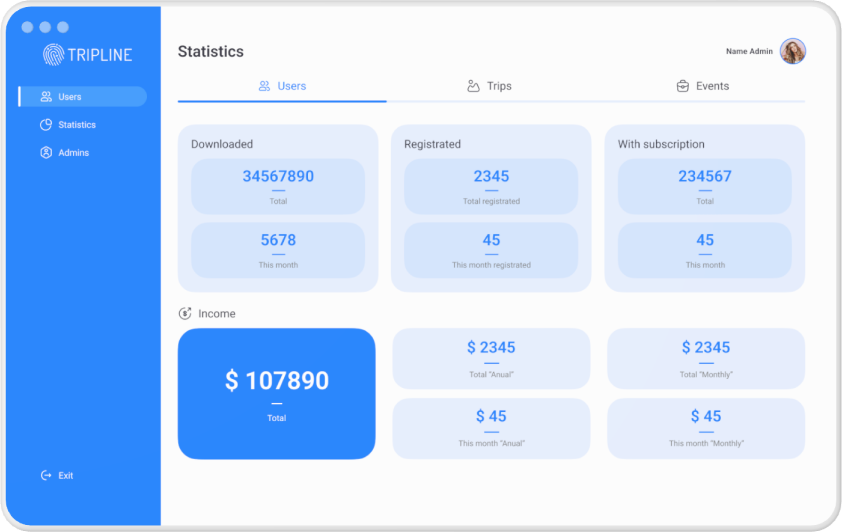 TRIPLINE
Users
Statistics
Admins
Exit
Statistics
Name Admin
Users
Trips
Events
Downloaded
34567890
Total
5678
This month
Registrated
2345
Total registrated
45
This month registrated
With subscription
234567
Total
45
This month
Income
$ 107890
Total
$ 2345
Total "Anual"
$ 45
This month "Anual"
$ 2345
Total "Monthly"
$ 45
This month "Monthly"